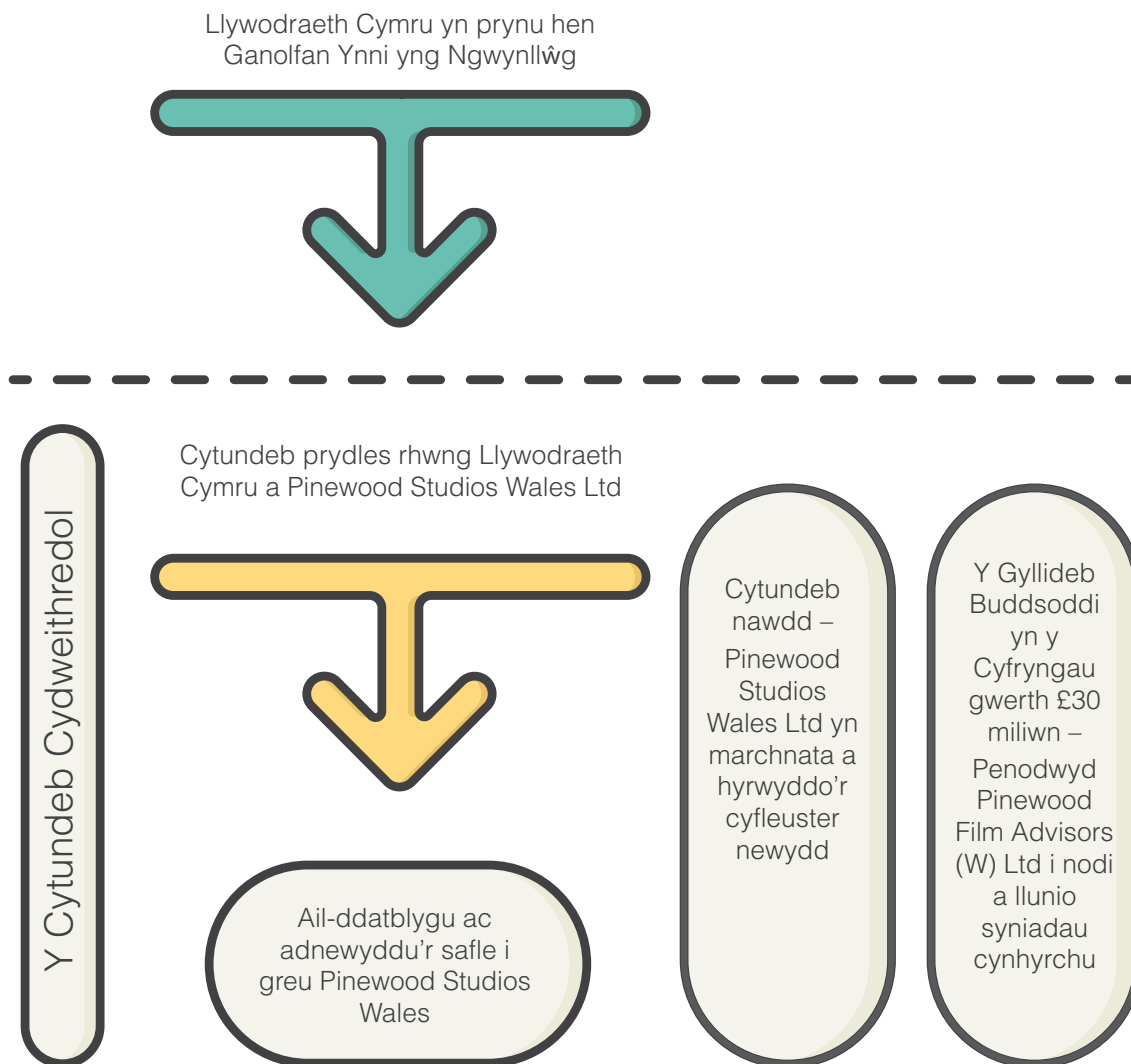 Llywodraeth Cymru yn prynu hen
Ganolfan Ynni yng Ngwynllŵg
Y Cytundeb Cydweithredol
Cytundeb prydles rhwng Llywodraeth
Cymru a Pinewood Studios Wales Ltd
Ail-ddatblygu ac
adnewyddu’r safle i
greu Pinewood Studios
Wales
Cytundeb
nawdd –
Pinewood
Studios
Wales Ltd yn
marchnata a
hyrwyddo’r
cyfleuster
newydd
Y Gyllideb
Buddsoddi
yn y
Cyfryngau
gwerth £30
miliwn –
Penodwyd
Pinewood
Film Advisors
(W) Ltd i nodi
a llunio
syniadau
cynhyrchu